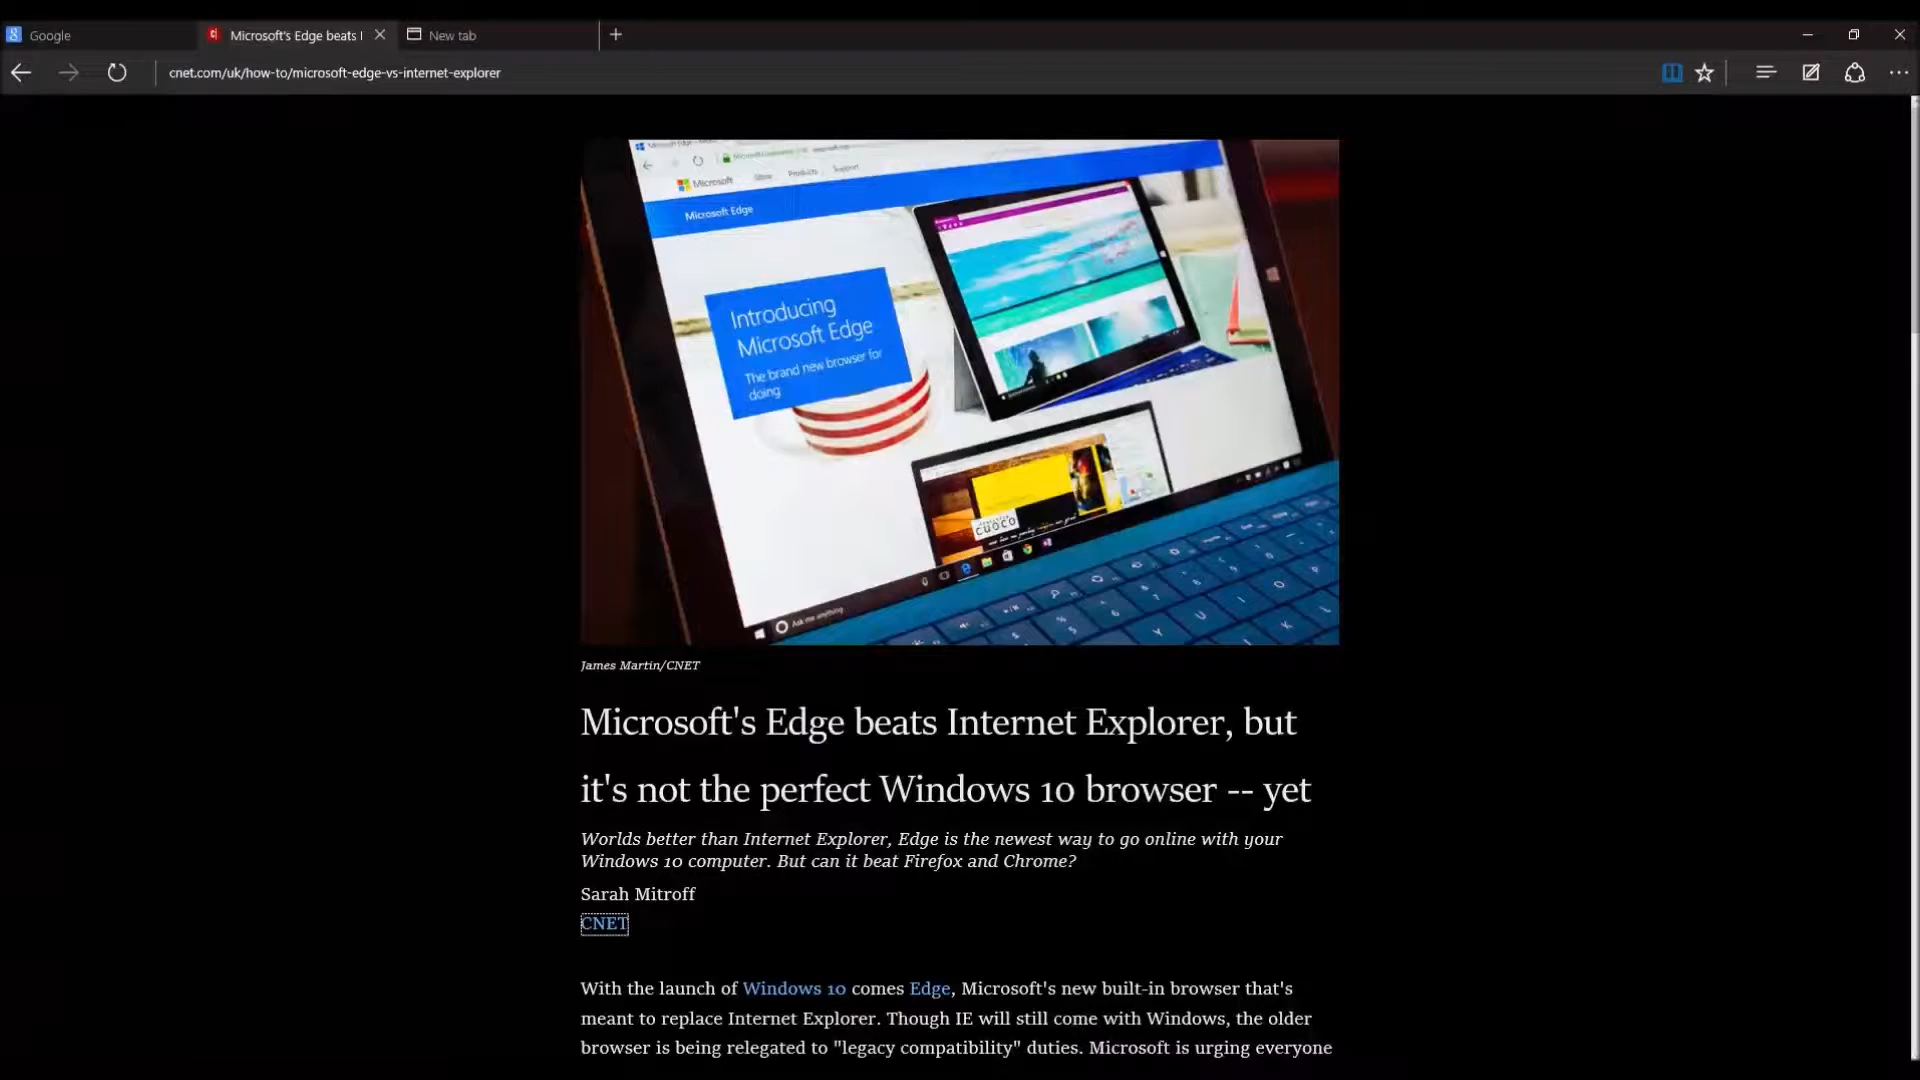 Google
Microsoft's Edge beats I
New tab
cnet.com/uk/how-to/microsoft-edge-vs-internet-explorer
Microsoft
Store
Products
Support
Microsoft Edge
Introducing
Microsoft Edge
The brand new browser for
doing
CUOCO
Ask me anything
James Martin/CNET
Microsoft's Edge beats Internet Explorer, but
it's not the perfect Windows 10 browser -- yet
Worlds better than Internet Explorer, Edge is the newest way to go online with your
Windows 10 computer. But can it beat Firefox and Chrome?
Sarah Mitroff
CNET
With the launch of Windows 10 comes Edge, Microsoft's new built-in browser that's
meant to replace Internet Explorer. Though IE will still come with Windows, the older
browser is being relegated to "legacy compatibility" duties. Microsoft is urging everyone